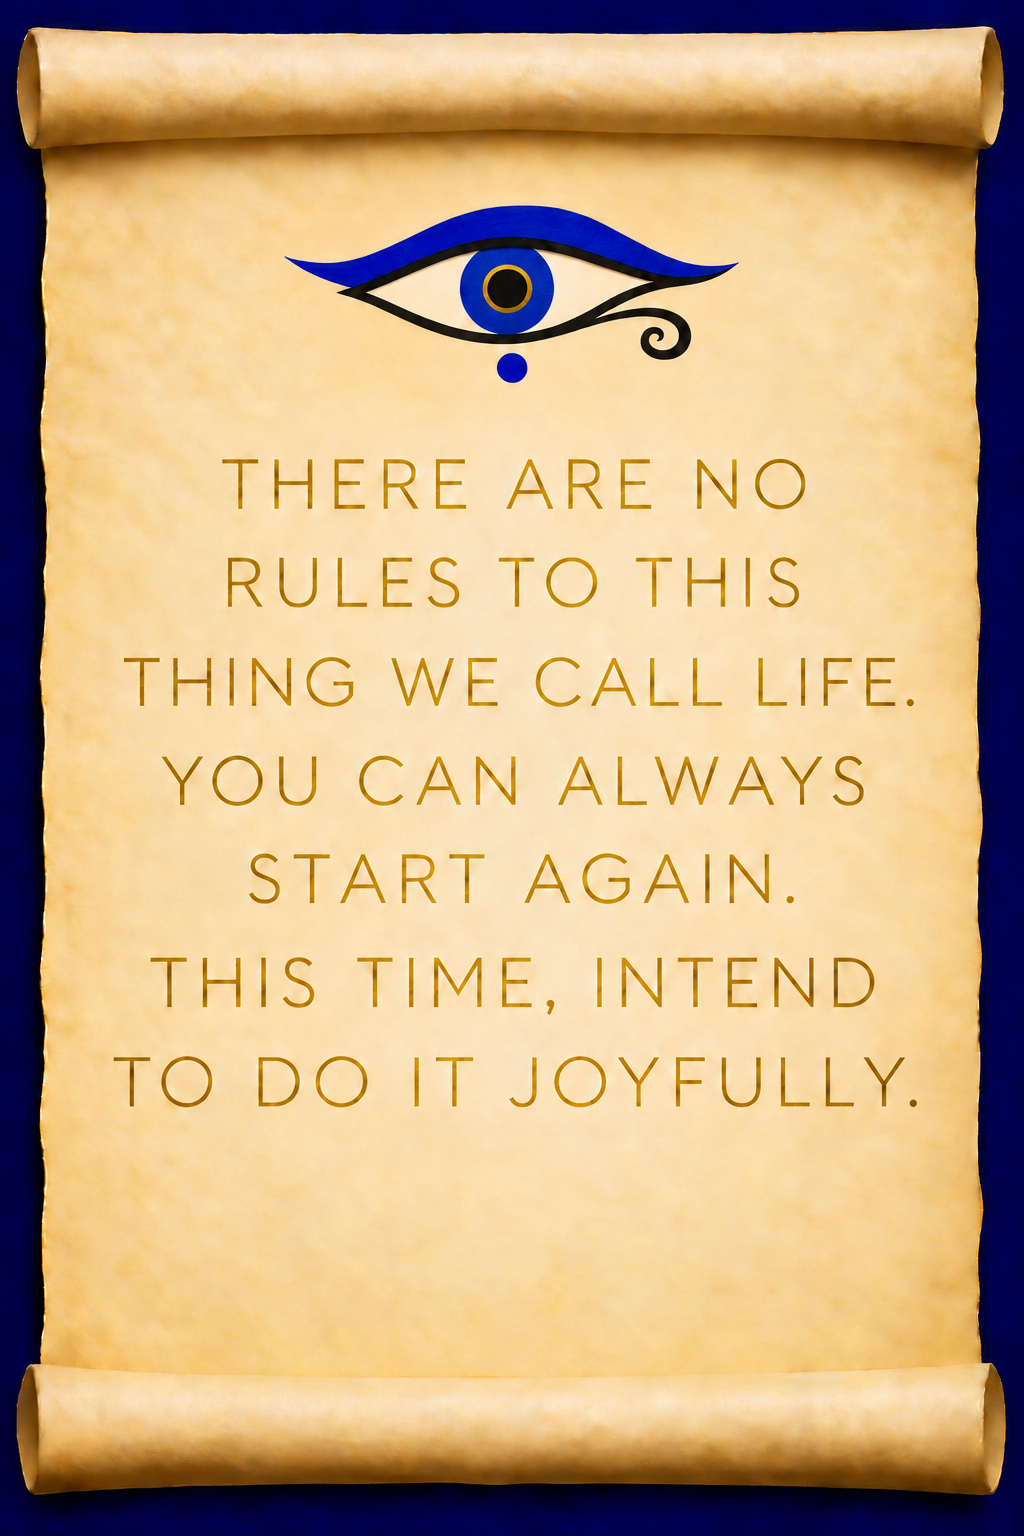 THERE ARE NO
RULES TO THIS
THING WE CALL LIFE.
YOU CAN ALWAYS
START AGAIN.
THIS TIME, INTEND
TO DO IT JOYFULLY.